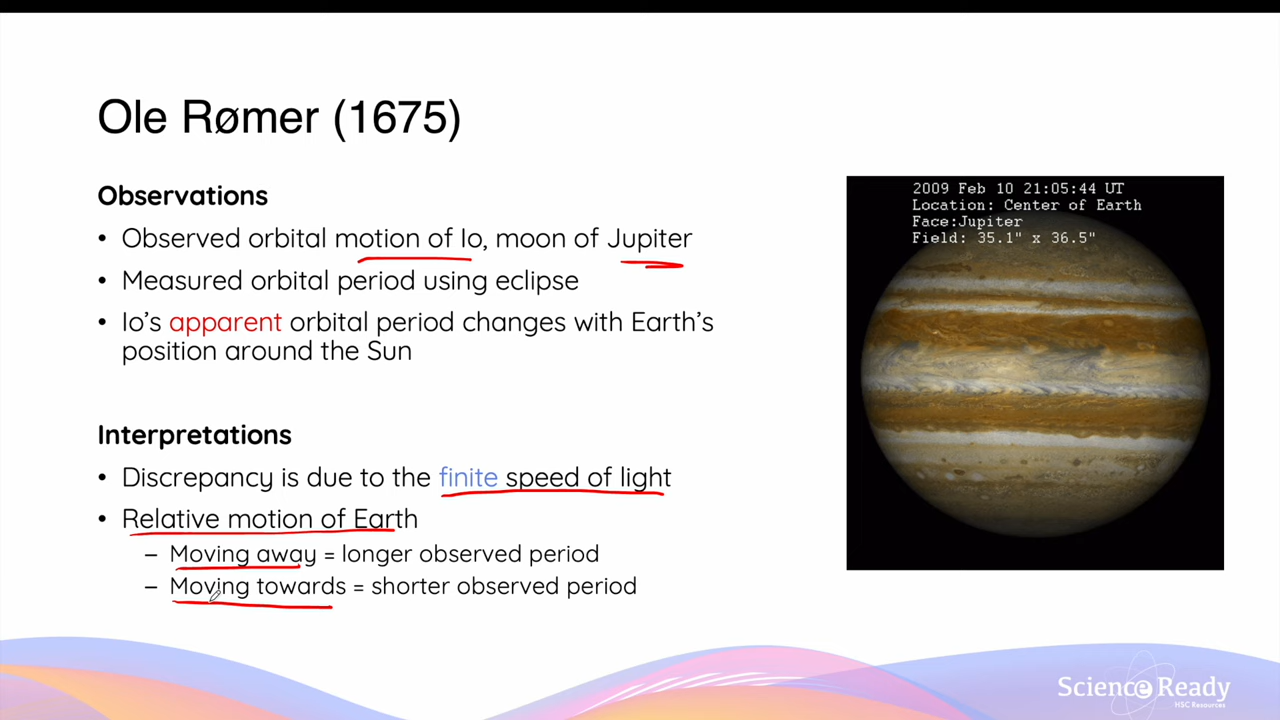 Ole Rømer (1675)
Observations
• Observed orbital motion of Io, moon of Jupiter
• Measured orbital period using eclipse
• Io's apparent orbital period changes with Earth's
position around the Sun
Interpretations
• Discrepancy is due to the finite speed of light
• Relative motion of Earth
– Moving away = longer observed period
– Moving towards = shorter observed period
2009 Feb 10 21:05:44 UT
Location: Center of Earth
Face:Jupiter
Field: 35.1" x 36.5"
Science Ready
HSC Resources